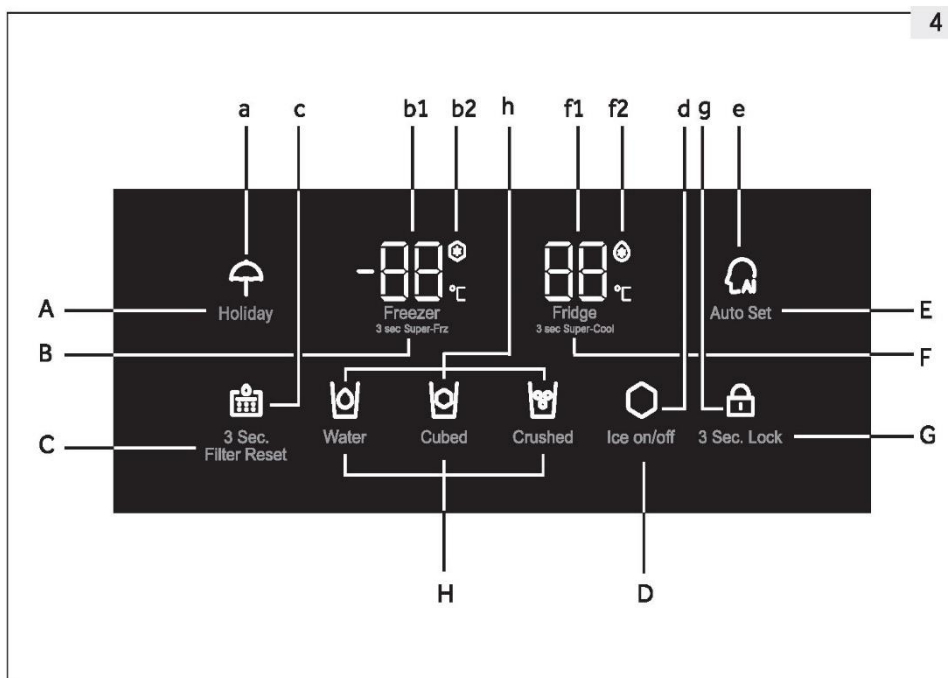 4
a c b1 b2 h f1 f2 d g e
-88 °C 88 °C AI
A Holiday Freezer Fridge Auto Set E
3 sec Super-Frz 3 sec Super-Cool
B F
C 3 Sec. Water Cubed Crushed Ice on/off 3 Sec. Lock G
Filter Reset
H D